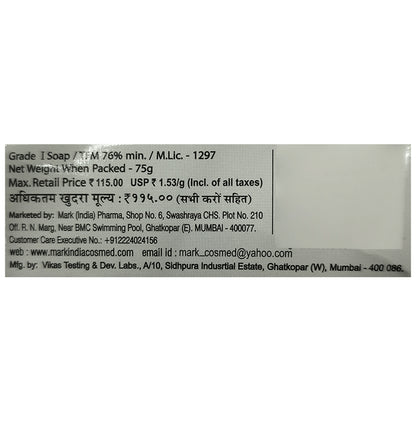 Grade I Soap / TFM 76% min. / M.Lic. - 1297
Net Weight When Packed - 75g
Max. Retail Price ₹ 115.00 USP ₹ 1.53/g (Incl. of all taxes)
अधिकतम खुदरा मूल्य : ₹ ११५.०० (सभी करों सहित)
Marketed by: Mark (India) Pharma, Shop No. 6, Swashraya CHS. Plot No. 210
Off. R. N. Marg, Near BMC Swimming Pool, Ghatkopar (E). MUMBAI - 400077.
Customer Care Executive No.: +912224024156
web : www.markindiacosmed.com email id : mark_cosmed@yahoo.com
Mfg. by: Vikas Testing & Dev. Labs., A/10, Sidhpura Indusrtial Estate, Ghatkopar (W), Mumbai - 400 086.